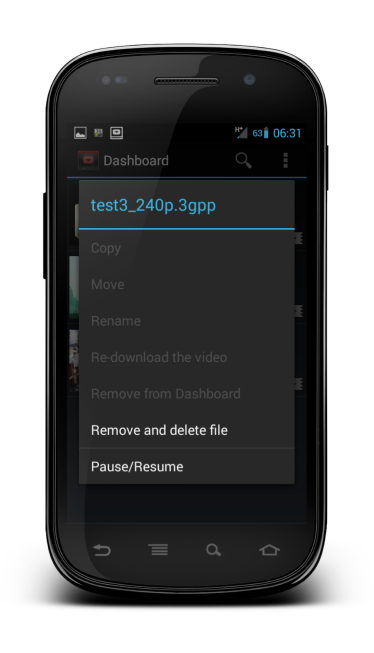 H 63 06:31
Dashboard
test3_240p.3gpp
Copy
Move
Rename
Re-download the video
Remove from Dashboard
Remove and delete file
Pause/Resume